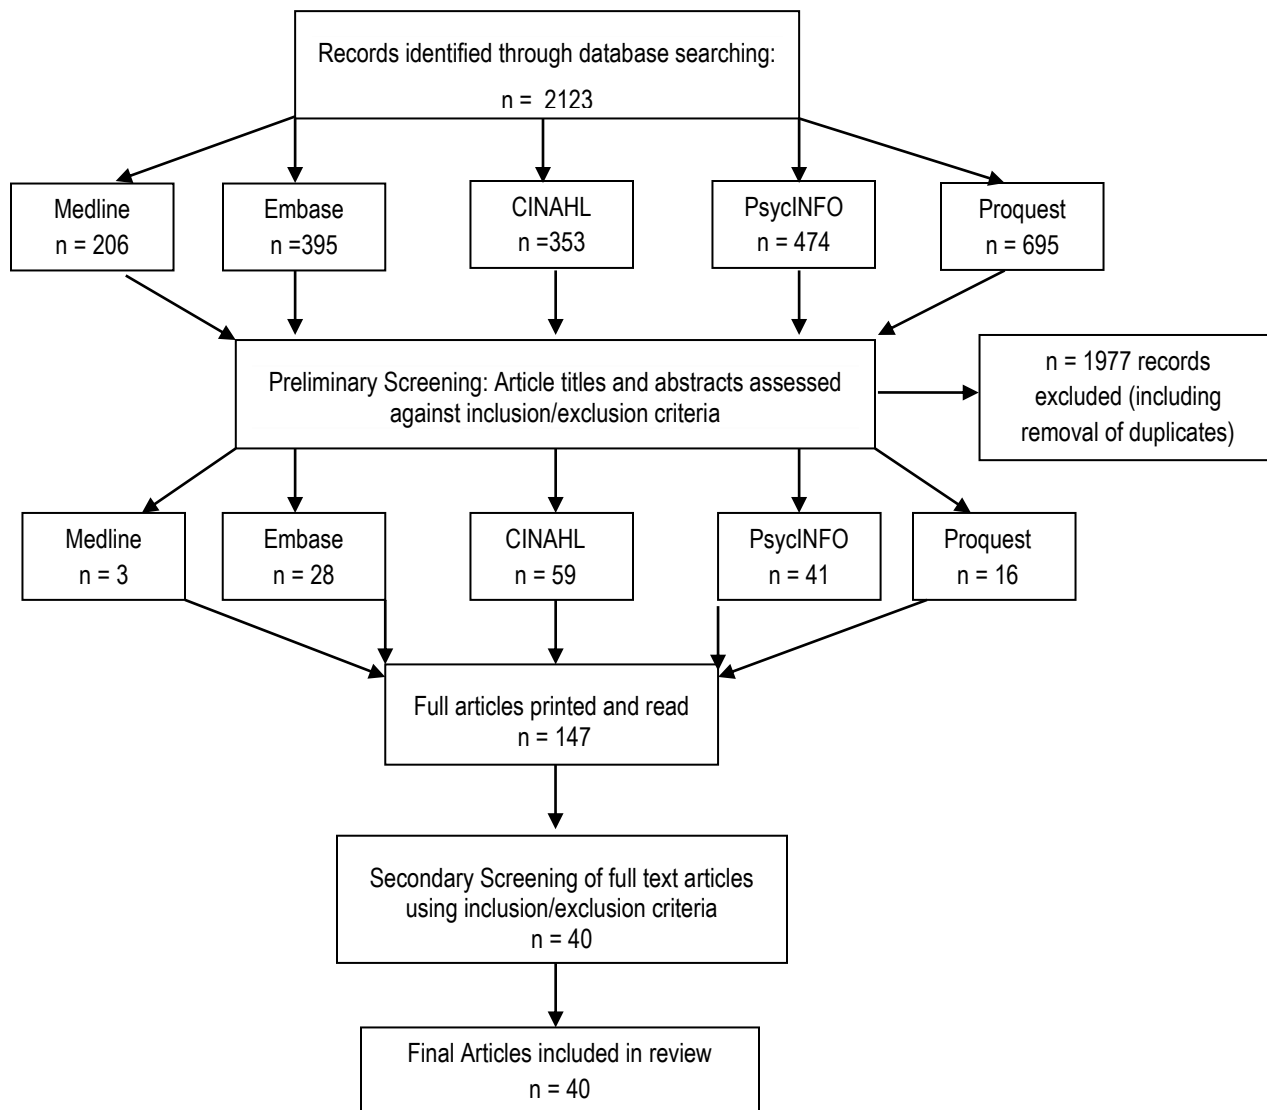 Records identified through database searching:
n = 2123
Medline
n = 206
Embase
n =395
CINAHL
n =353
PsycINFO
n = 474
Proquest
n = 695
Preliminary Screening: Article titles and abstracts assessed
against inclusion/exclusion criteria
n = 1977 records
excluded (including
removal of duplicates)
Medline
n = 3
Embase
n = 28
CINAHL
n = 59
PsycINFO
n = 41
Proquest
n = 16
Full articles printed and read
n = 147
Secondary Screening of full text articles
using inclusion/exclusion criteria
n = 40
Final Articles included in review
n = 40